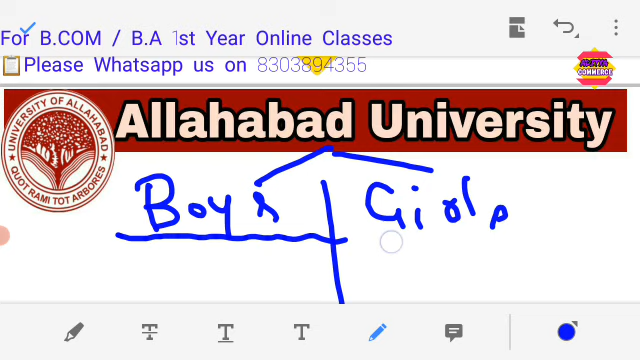 For B.COM / B.A 1st Year Online Classes
📋Please Whatsapp us on 8303894355
COMMERCE
UNIVERSITY OF ALLAHABAD
QUOT RAMI TOT ARBORES
Allahabad University
Boys Girls
T T T